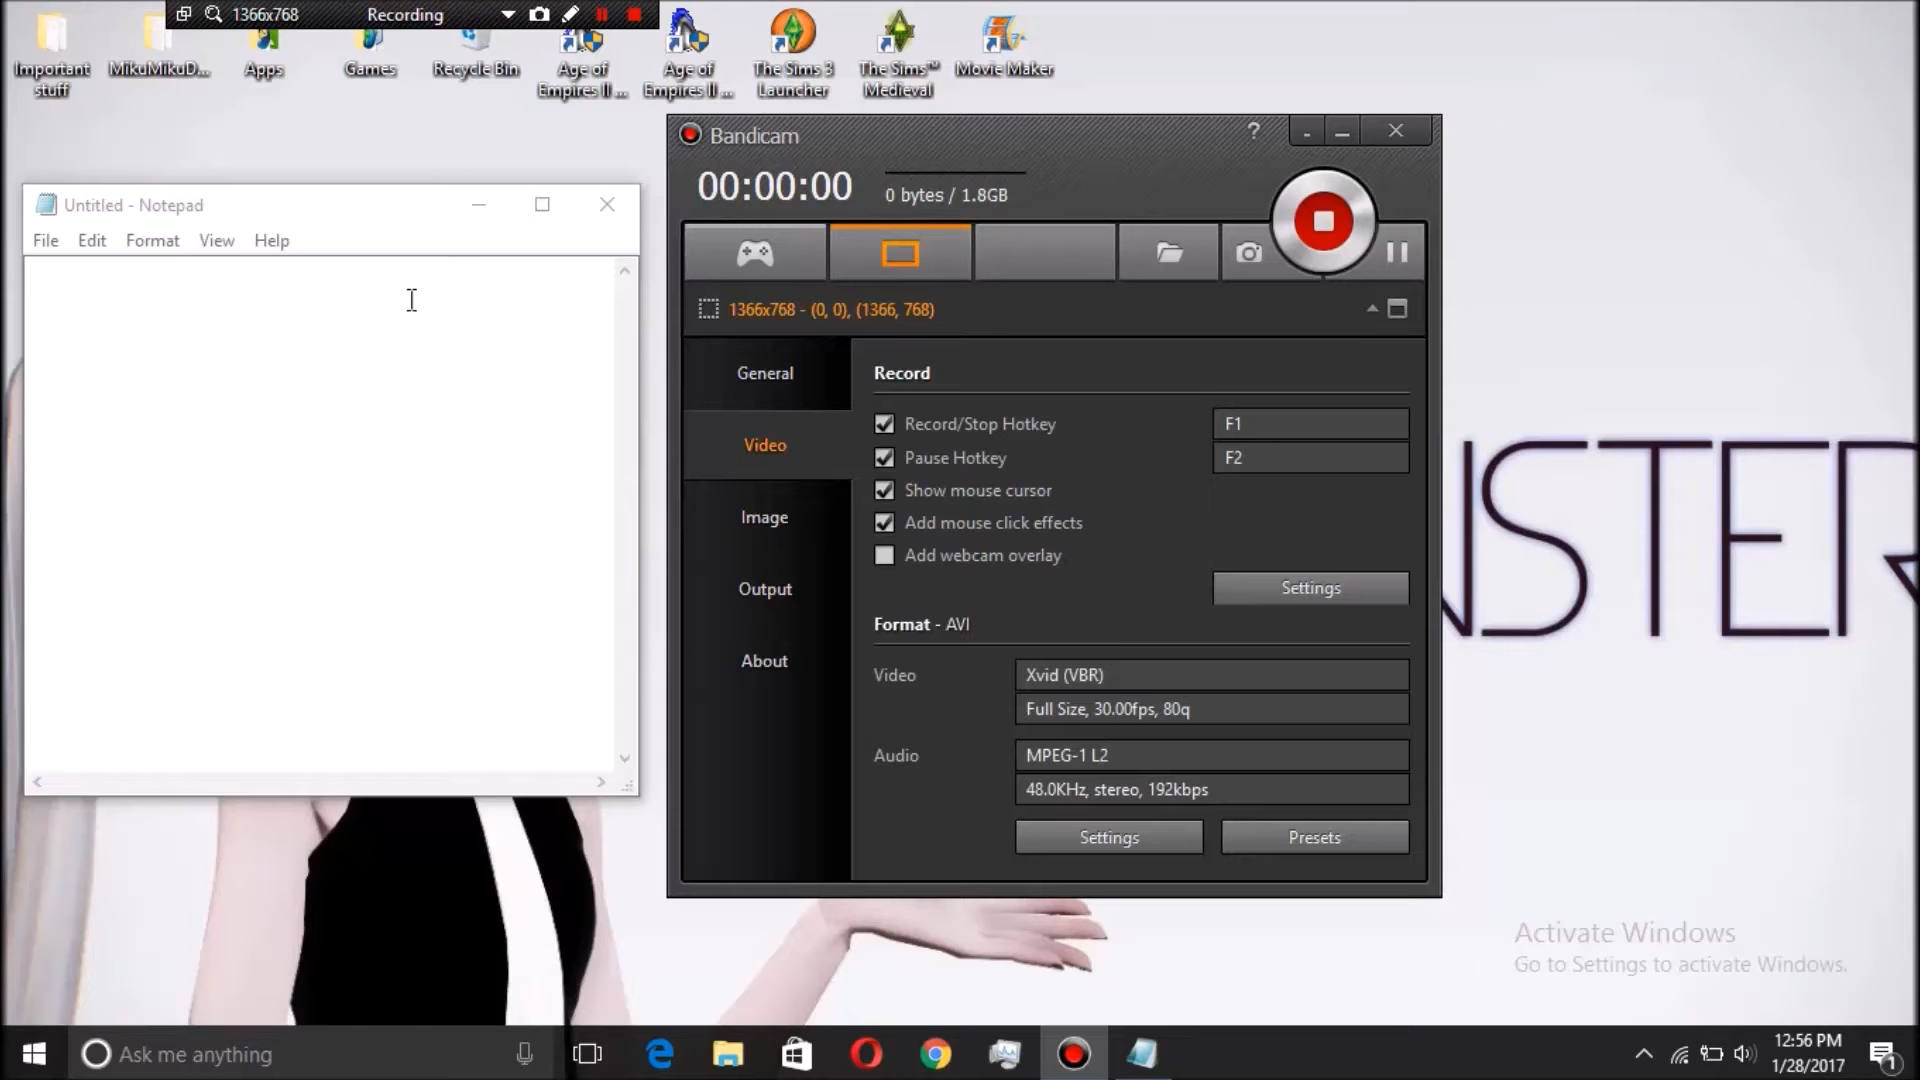 1366x768
Recording
Important
stuff
MikuMikuD...
Apps
Games
Recycle Bin
Age of
Empires II ...
Age of
Empires II ...
The Sims 3
Launcher
The Sims™
Medieval
Movie Maker
Untitled - Notepad
File Edit Format View Help
Bandicam
?
00:00:00
0 bytes / 1.8GB
1366x768 - (0, 0), (1366, 768)
General
Video
Image
Output
About
Record
Record/Stop Hotkey F1
Pause Hotkey F2
Show mouse cursor
Add mouse click effects
Add webcam overlay
Settings
Format - AVI
Video Xvid (VBR)
Full Size, 30.00fps, 80q
Audio MPEG-1 L2
48.0KHz, stereo, 192kbps
Settings Presets
NSTER
Activate Windows
Go to Settings to activate Windows.
Ask me anything
12:56 PM
1/28/2017
1